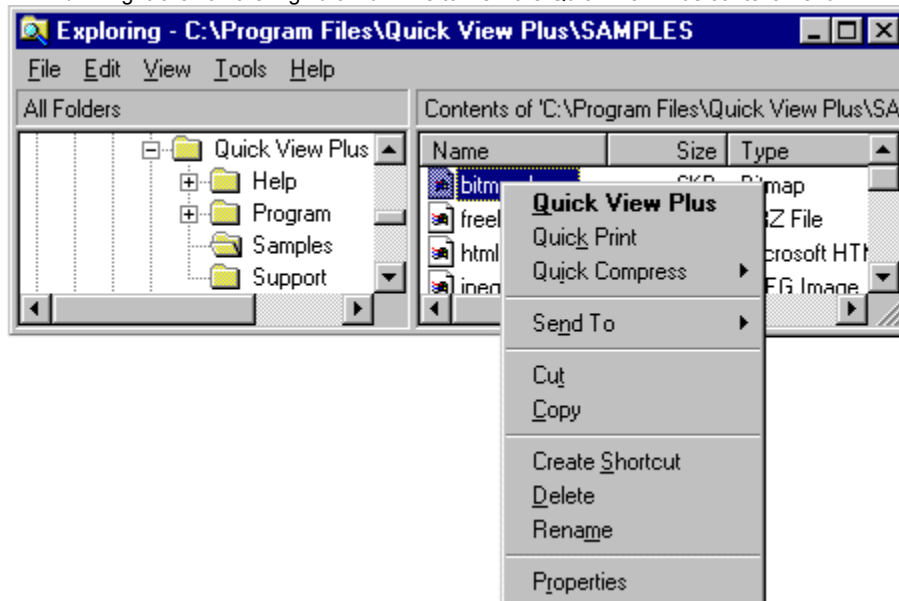 Exploring - C:\Program Files\Quick View Plus\SAMPLES
File Edit View Tools Help
All Folders
Contents of 'C:\Program Files\Quick View Plus\SA
Quick View Plus
Help
Program
Samples
Support
Name Size Type
Quick View Plus
Quick Print
Quick Compress
Send To
Cut
Copy
Create Shortcut
Delete
Rename
Properties